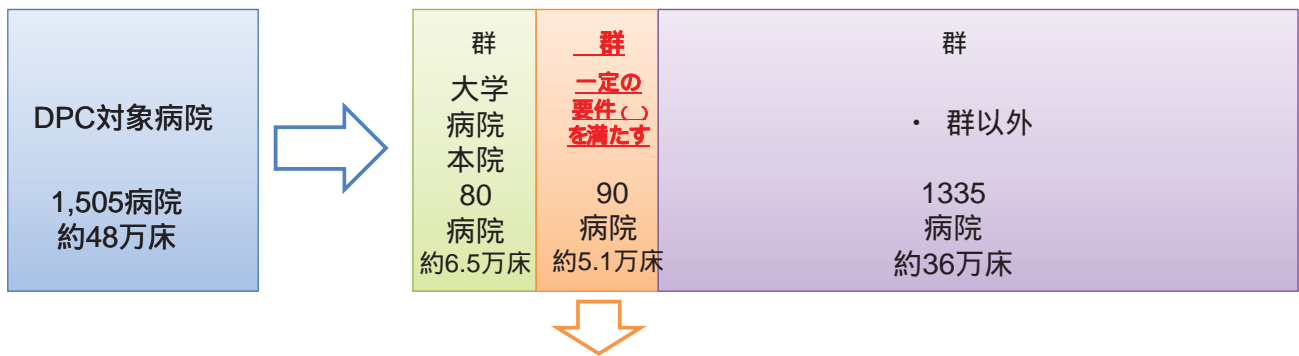 DPC対象病院
1,505病院
約48万床
群
大学
病院
本院
80
病院
約6.5万床
群
一定の
要件( )
を満たす
90
病院
約5.1万床
群
・ 群以外
1335
病院
約36万床